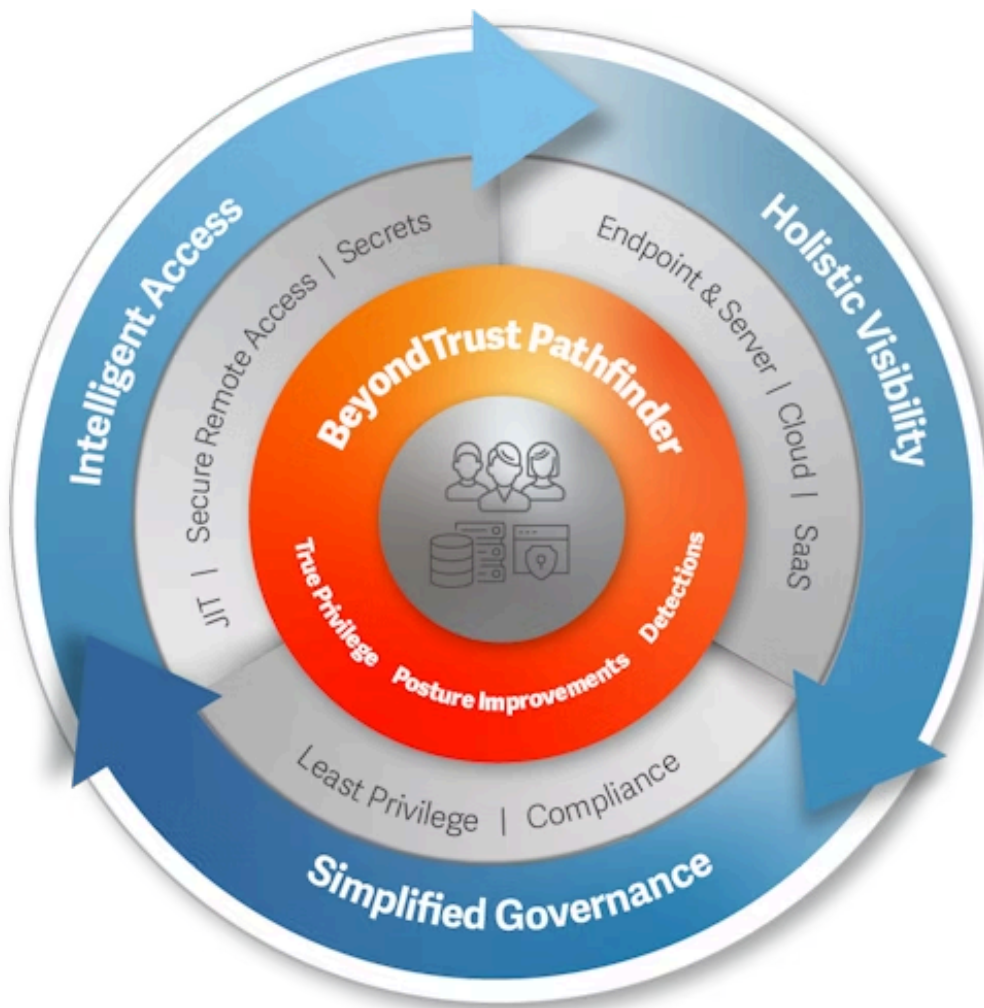 Intelligent Access
Holistic Visibility
Simplified Governance
JIT | Secure Remote Access | Secrets
Endpoint & Server | Cloud | SaaS
Least Privilege | Compliance
BeyondTrust Pathfinder
True Privilege
Posture Improvements
Detections